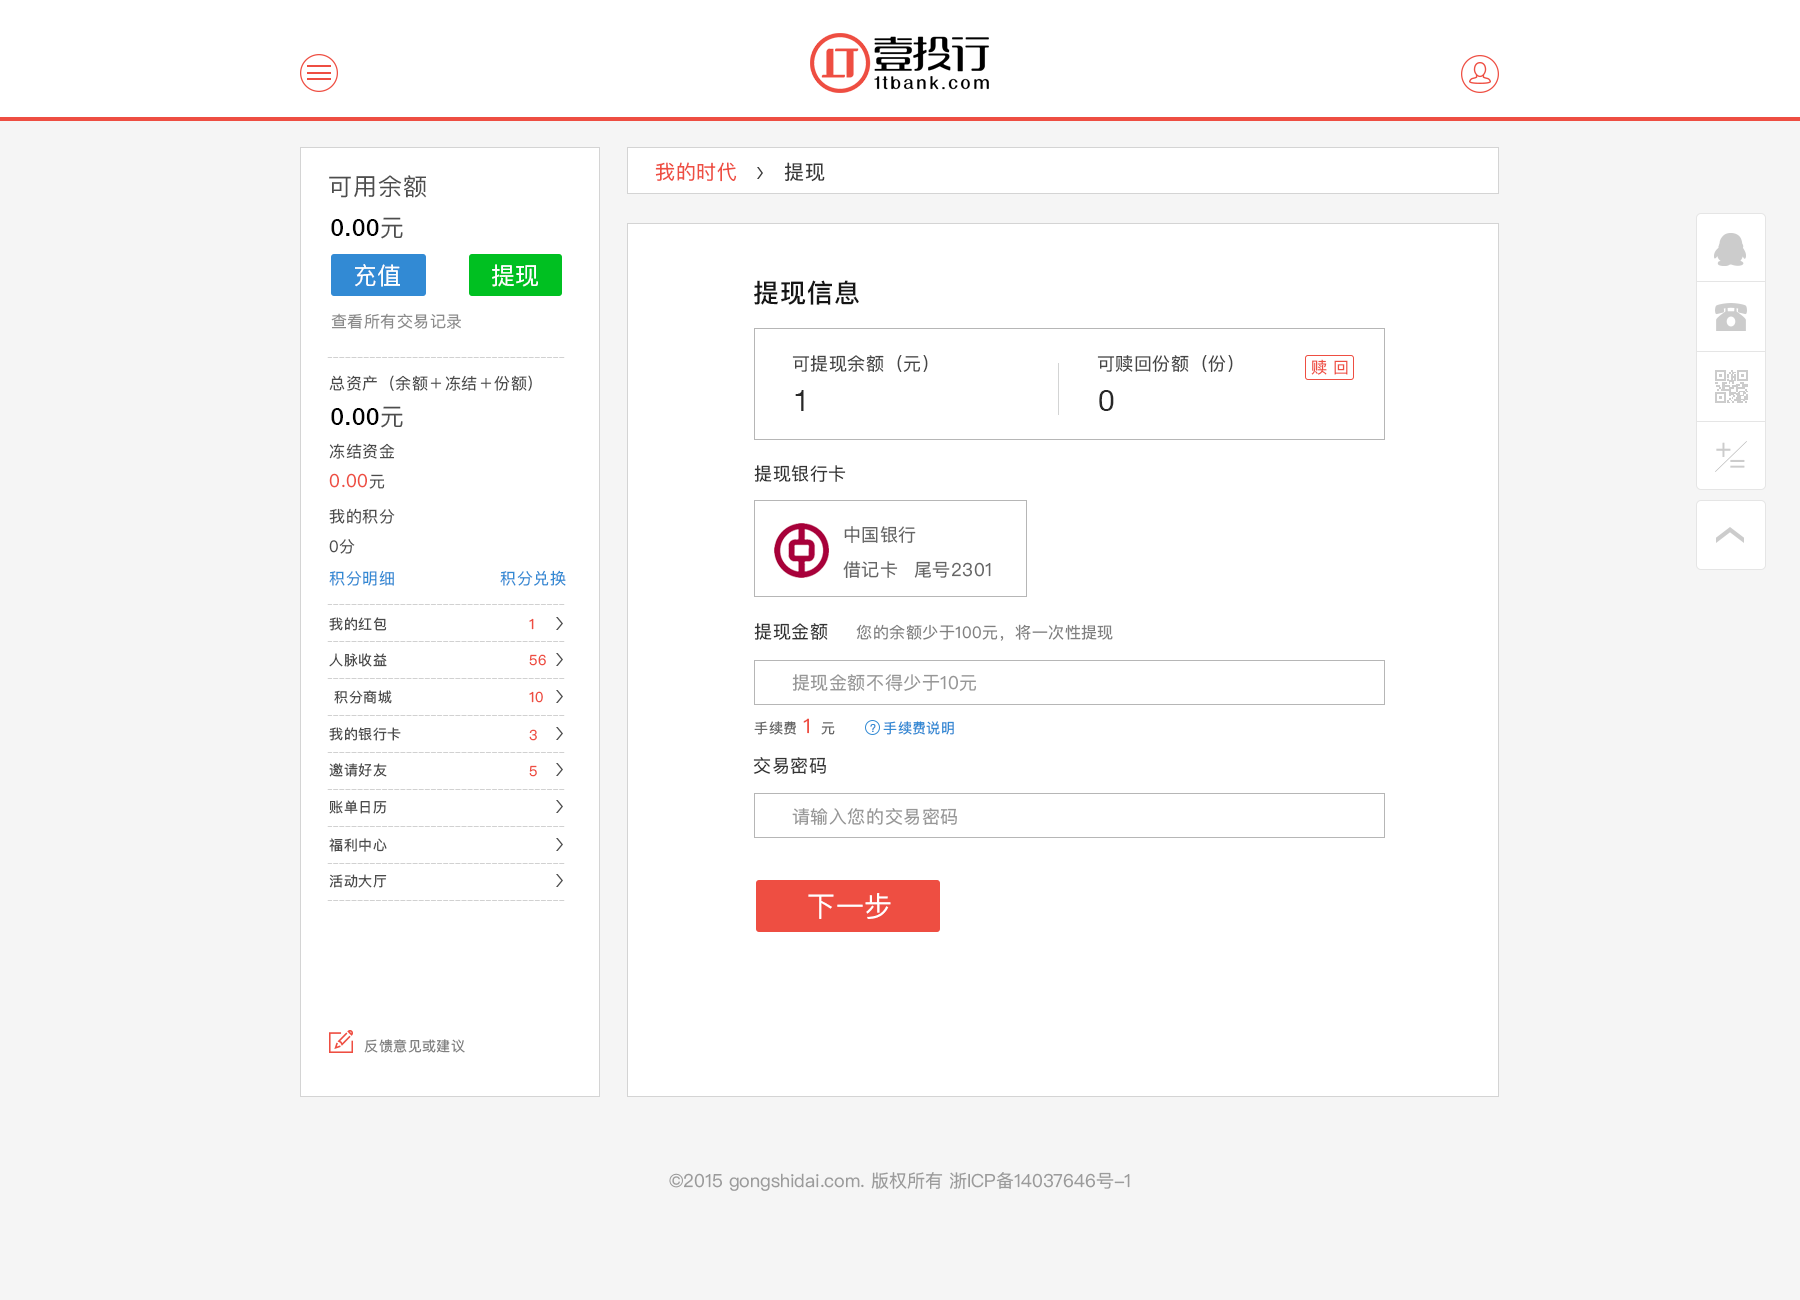 壹投行
1tbank.com
可用余额
0.00元
充值
提现
查看所有交易记录
总资产（余额＋冻结＋份额）
0.00元
冻结资金
0.00元
我的积分
0分
积分明细
积分兑换
我的红包 1
人脉收益 56
积分商城 10
我的银行卡 3
邀请好友 5
账单日历
福利中心
活动大厅
反馈意见或建议
我的时代 › 提现
提现信息
可提现余额（元）
1
可赎回份额（份）
0
赎 回
提现银行卡
中国银行
借记卡 尾号2301
提现金额 您的余额少于100元，将一次性提现
提现金额不得少于10元
手续费 1 元 ? 手续费说明
交易密码
请输入您的交易密码
下一步
©2015 gongshidai.com. 版权所有 浙ICP备14037646号-1